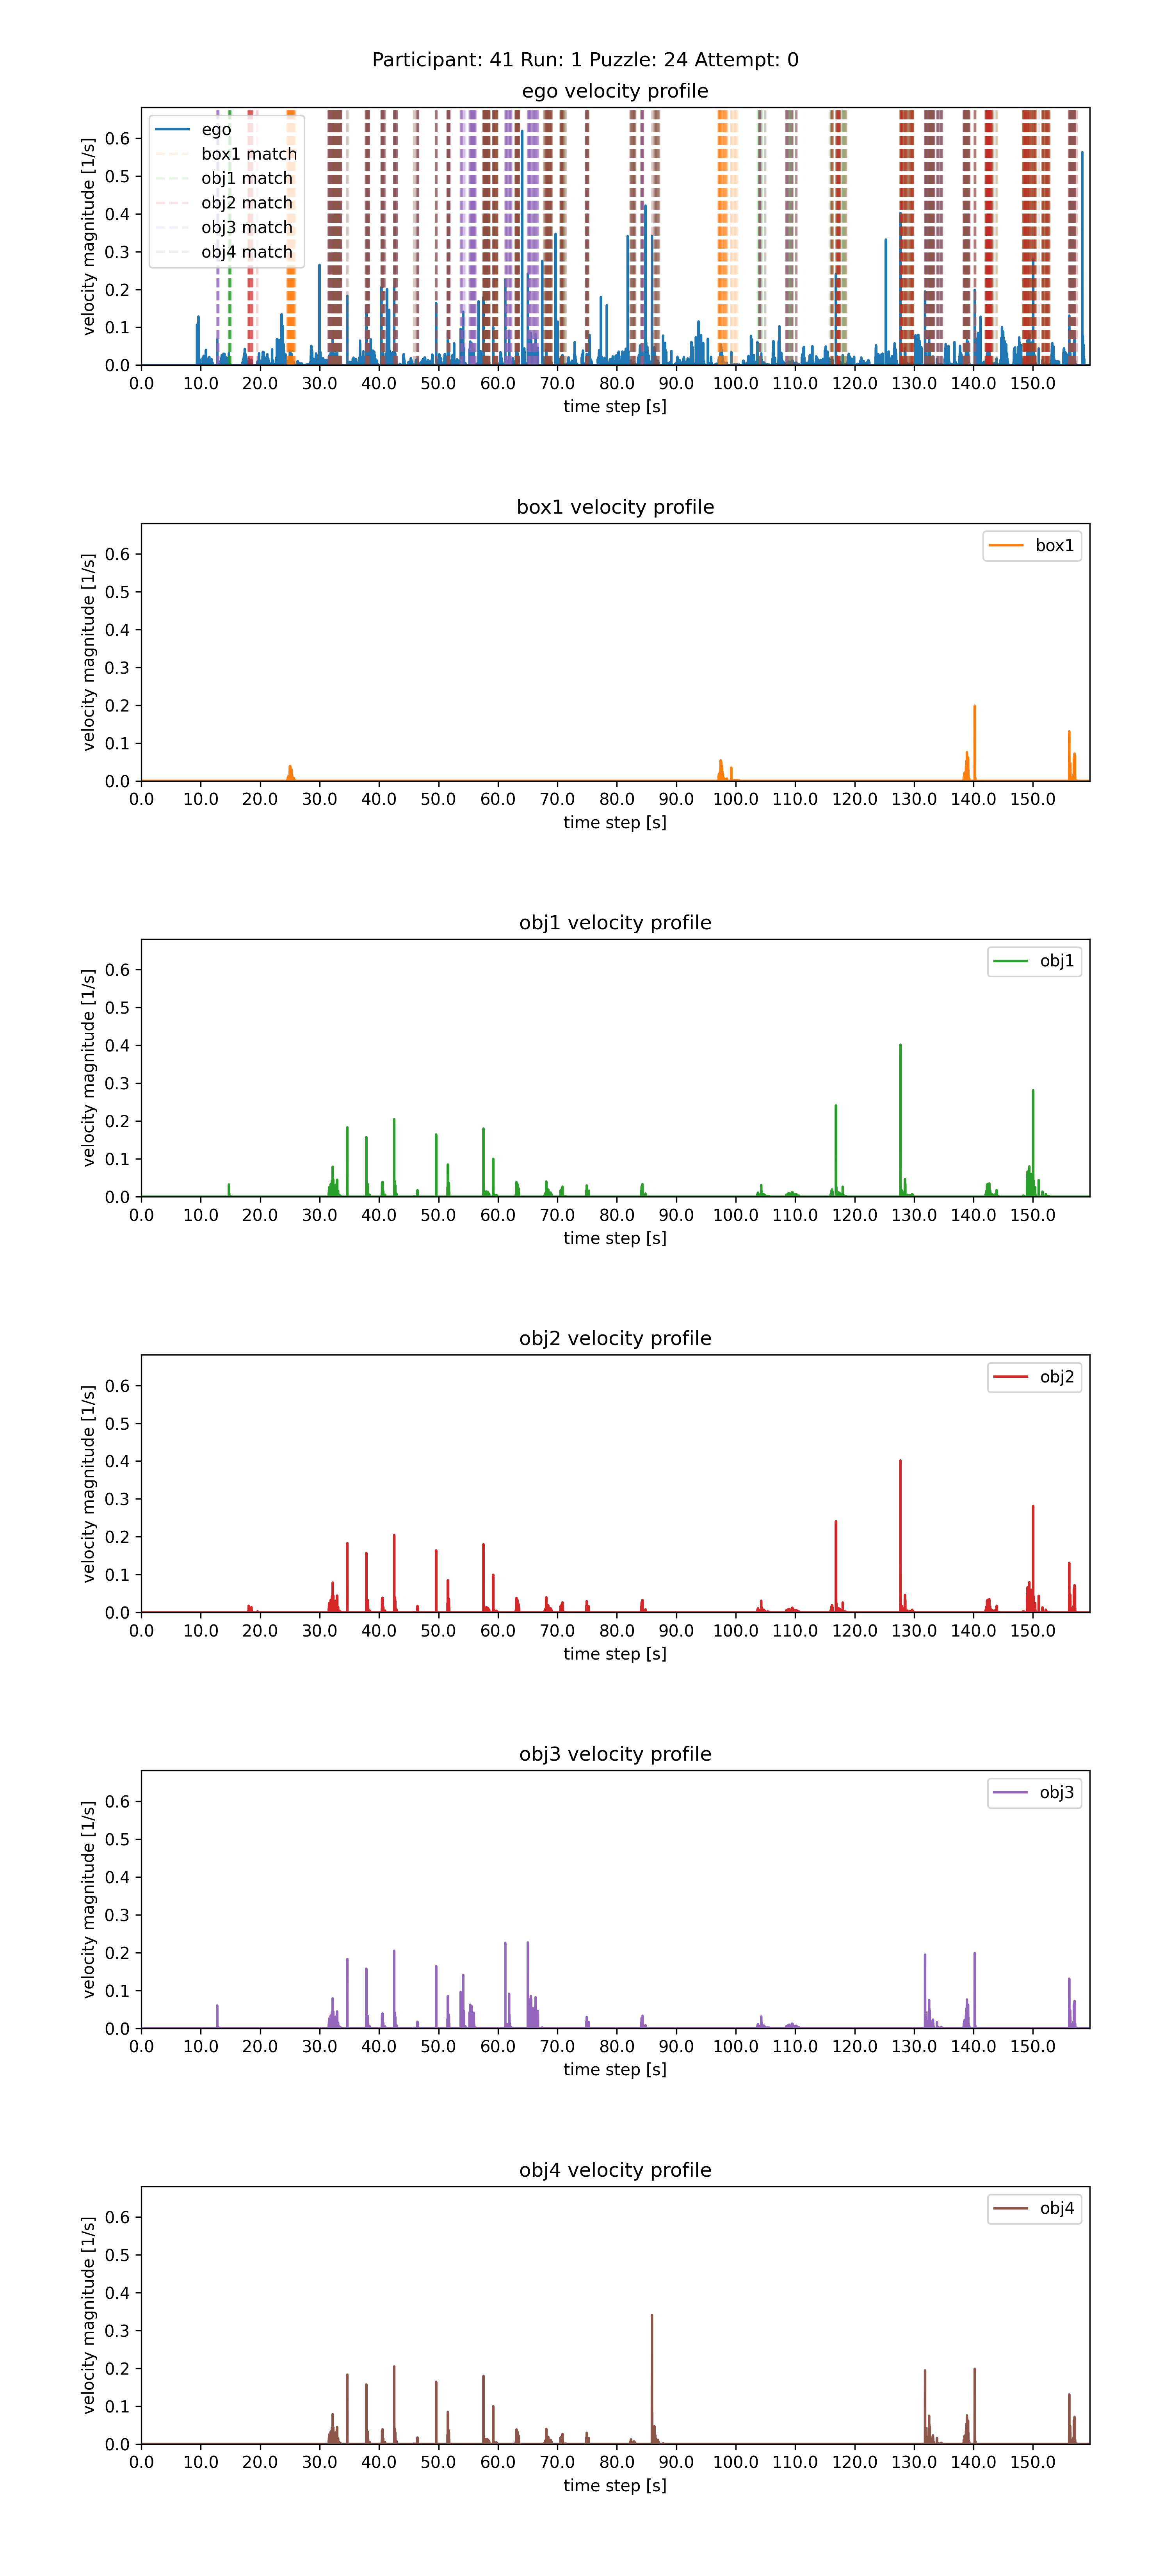 Participant: 41 Run: 1 Puzzle: 24 Attempt: 0
ego velocity profile
velocity magnitude [1/s]
0.6
0.5
0.4
0.3
0.2
0.1
0.0
ego
box1 match
obj1 match
obj2 match
obj3 match
obj4 match
0.0 10.0 20.0 30.0 40.0 50.0 60.0 70.0 80.0 90.0 100.0 110.0 120.0 130.0 140.0 150.0
time step [s]
box1 velocity profile
velocity magnitude [1/s]
0.6
0.5
0.4
0.3
0.2
0.1
0.0
box1
0.0 10.0 20.0 30.0 40.0 50.0 60.0 70.0 80.0 90.0 100.0 110.0 120.0 130.0 140.0 150.0
time step [s]
obj1 velocity profile
velocity magnitude [1/s]
0.6
0.5
0.4
0.3
0.2
0.1
0.0
obj1
0.0 10.0 20.0 30.0 40.0 50.0 60.0 70.0 80.0 90.0 100.0 110.0 120.0 130.0 140.0 150.0
time step [s]
obj2 velocity profile
velocity magnitude [1/s]
0.6
0.5
0.4
0.3
0.2
0.1
0.0
obj2
0.0 10.0 20.0 30.0 40.0 50.0 60.0 70.0 80.0 90.0 100.0 110.0 120.0 130.0 140.0 150.0
time step [s]
obj3 velocity profile
velocity magnitude [1/s]
0.6
0.5
0.4
0.3
0.2
0.1
0.0
obj3
0.0 10.0 20.0 30.0 40.0 50.0 60.0 70.0 80.0 90.0 100.0 110.0 120.0 130.0 140.0 150.0
time step [s]
obj4 velocity profile
velocity magnitude [1/s]
0.6
0.5
0.4
0.3
0.2
0.1
0.0
obj4
0.0 10.0 20.0 30.0 40.0 50.0 60.0 70.0 80.0 90.0 100.0 110.0 120.0 130.0 140.0 150.0
time step [s]